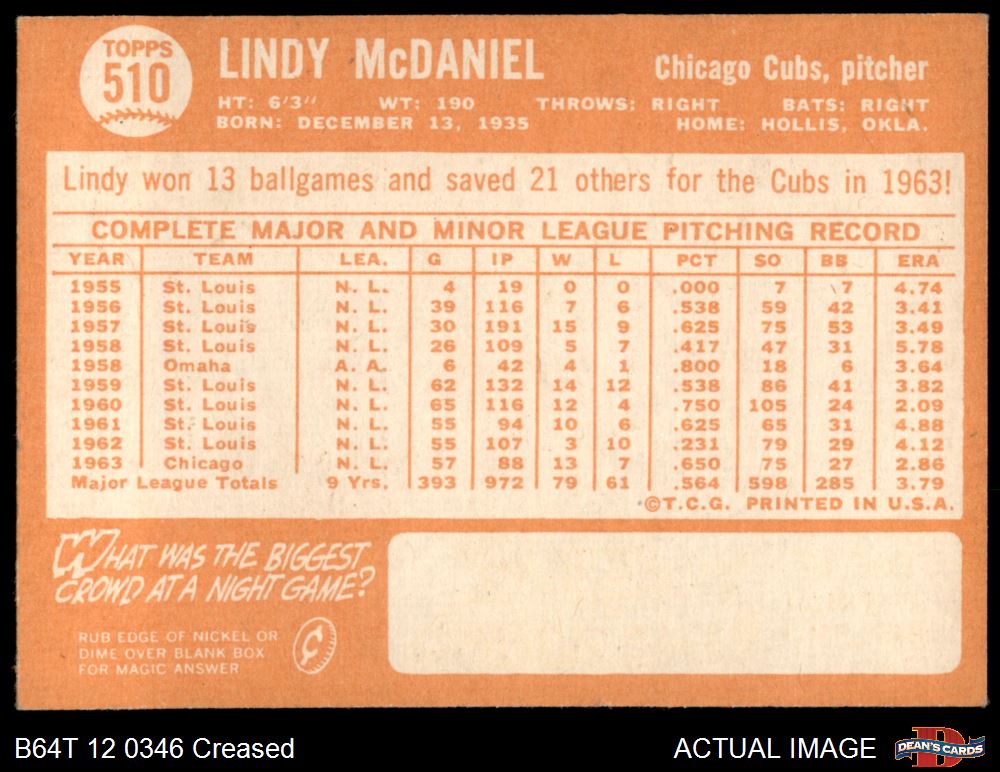 TOPPS
510
LINDY McDANIEL
Chicago Cubs, pitcher
HT: 6'3" WT: 190 THROWS: RIGHT BATS: RIGHT
BORN: DECEMBER 13, 1935 HOME: HOLLIS, OKLA.
Lindy won 13 ballgames and saved 21 others for the Cubs in 1963!
COMPLETE MAJOR AND MINOR LEAGUE PITCHING RECORD
YEAR TEAM LEA. G IP W L PCT SO BB ERA
1955 St. Louis N. L. 4 19 0 0 .000 7 7 4.74
1956 St. Louis N. L. 39 116 7 6 .538 59 42 3.41
1957 St. Louis N. L. 30 191 15 9 .625 75 53 3.49
1958 St. Louis N. L. 26 109 5 7 .417 47 31 5.78
1958 Omaha A. A. 6 42 4 1 .800 18 6 3.64
1959 St. Louis N. L. 62 132 14 12 .538 86 41 3.82
1960 St. Louis N. L. 65 116 12 4 .750 105 24 2.09
1961 St. Louis N. L. 55 94 10 6 .625 65 31 4.88
1962 St. Louis N. L. 55 107 3 10 .231 79 29 4.12
1963 Chicago N. L. 57 88 13 7 .650 75 27 2.86
Major League Totals 9 Yrs. 393 972 79 61 .564 598 285 3.79
©T.C.G. PRINTED IN U.S.A.
WHAT WAS THE BIGGEST
CROWD AT A NIGHT GAME?
RUB EDGE OF NICKEL OR
DIME OVER BLANK BOX
FOR MAGIC ANSWER
¢
B64T 12 0346 Creased
ACTUAL IMAGE
DEAN'S CARDS